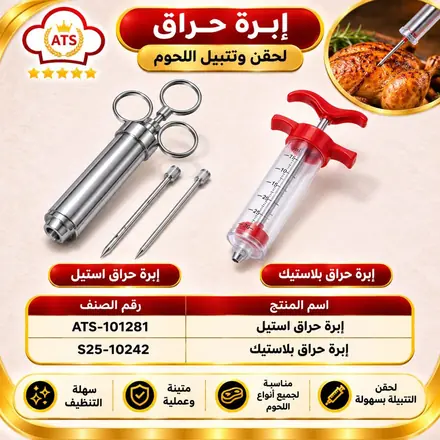 ATS
إبرة حراق
لحقن وتتبيل اللحوم
إبرة حراق استيل
إبرة حراق بلاستيك
اسم المنتج
رقم الصنف
إبرة حراق استيل
ATS-101281
إبرة حراق بلاستيك
S25-10242
لحقن
التتبيلة بسهولة
مناسبة
لجميع أنواع
اللحوم
متينة
وعملية
سهلة
التنظيف